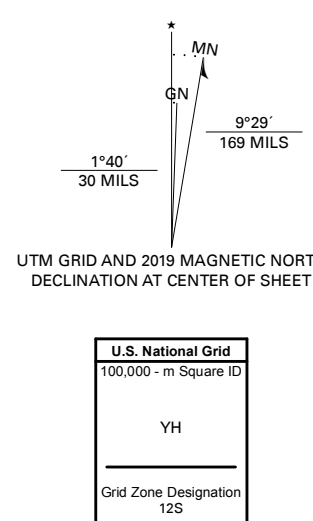 ★
MN
GN
9°29´
169 MILS
1°40´
30 MILS
UTM GRID AND 2019 MAGNETIC NORT
DECLINATION AT CENTER OF SHEET
U.S. National Grid
100,000 - m Square ID
YH
Grid Zone Designation
12S